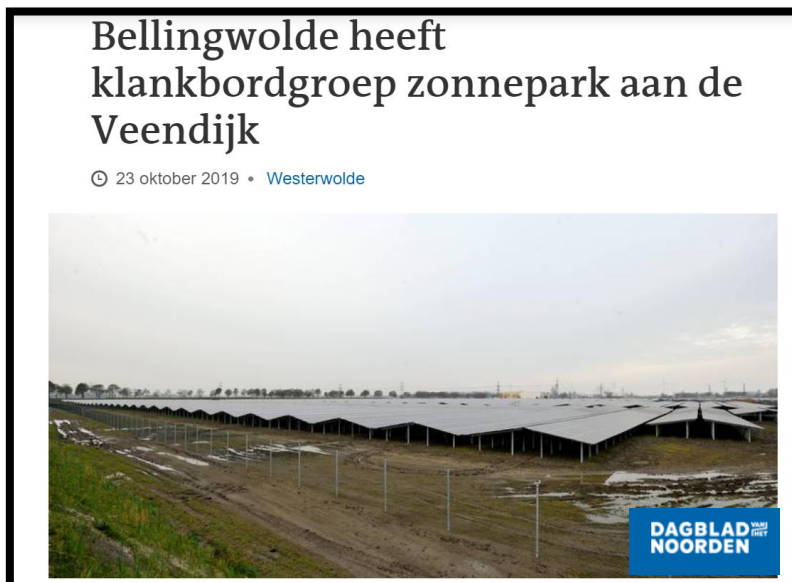 Bellingwolde heeft
klankbordgroep zonnepark aan de
Veendijk
23 oktober 2019 • Westerwolde
DAGBLAD VAN HET
NOORDEN